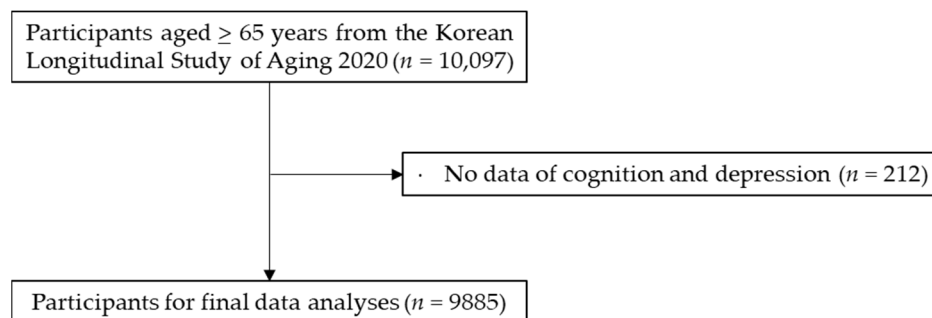 Participants aged ≥ 65 years from the Korean
Longitudinal Study of Aging 2020 (n = 10,097)
· No data of cognition and depression (n = 212)
Participants for final data analyses (n = 9885)